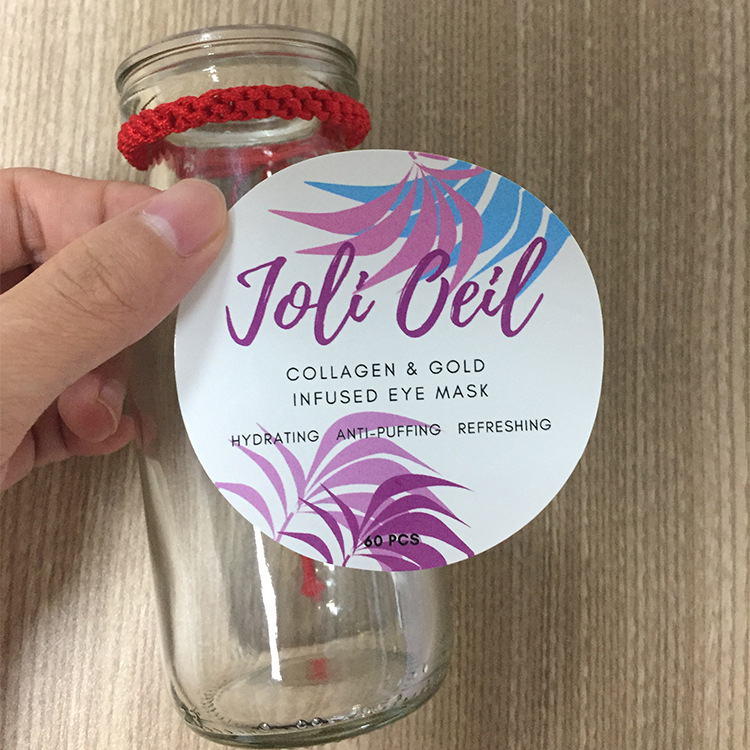 Joli Oeil
COLLAGEN & GOLD
INFUSED EYE MASK
HYDRATING ANTI-PUFFING REFRESHING
60 PCS